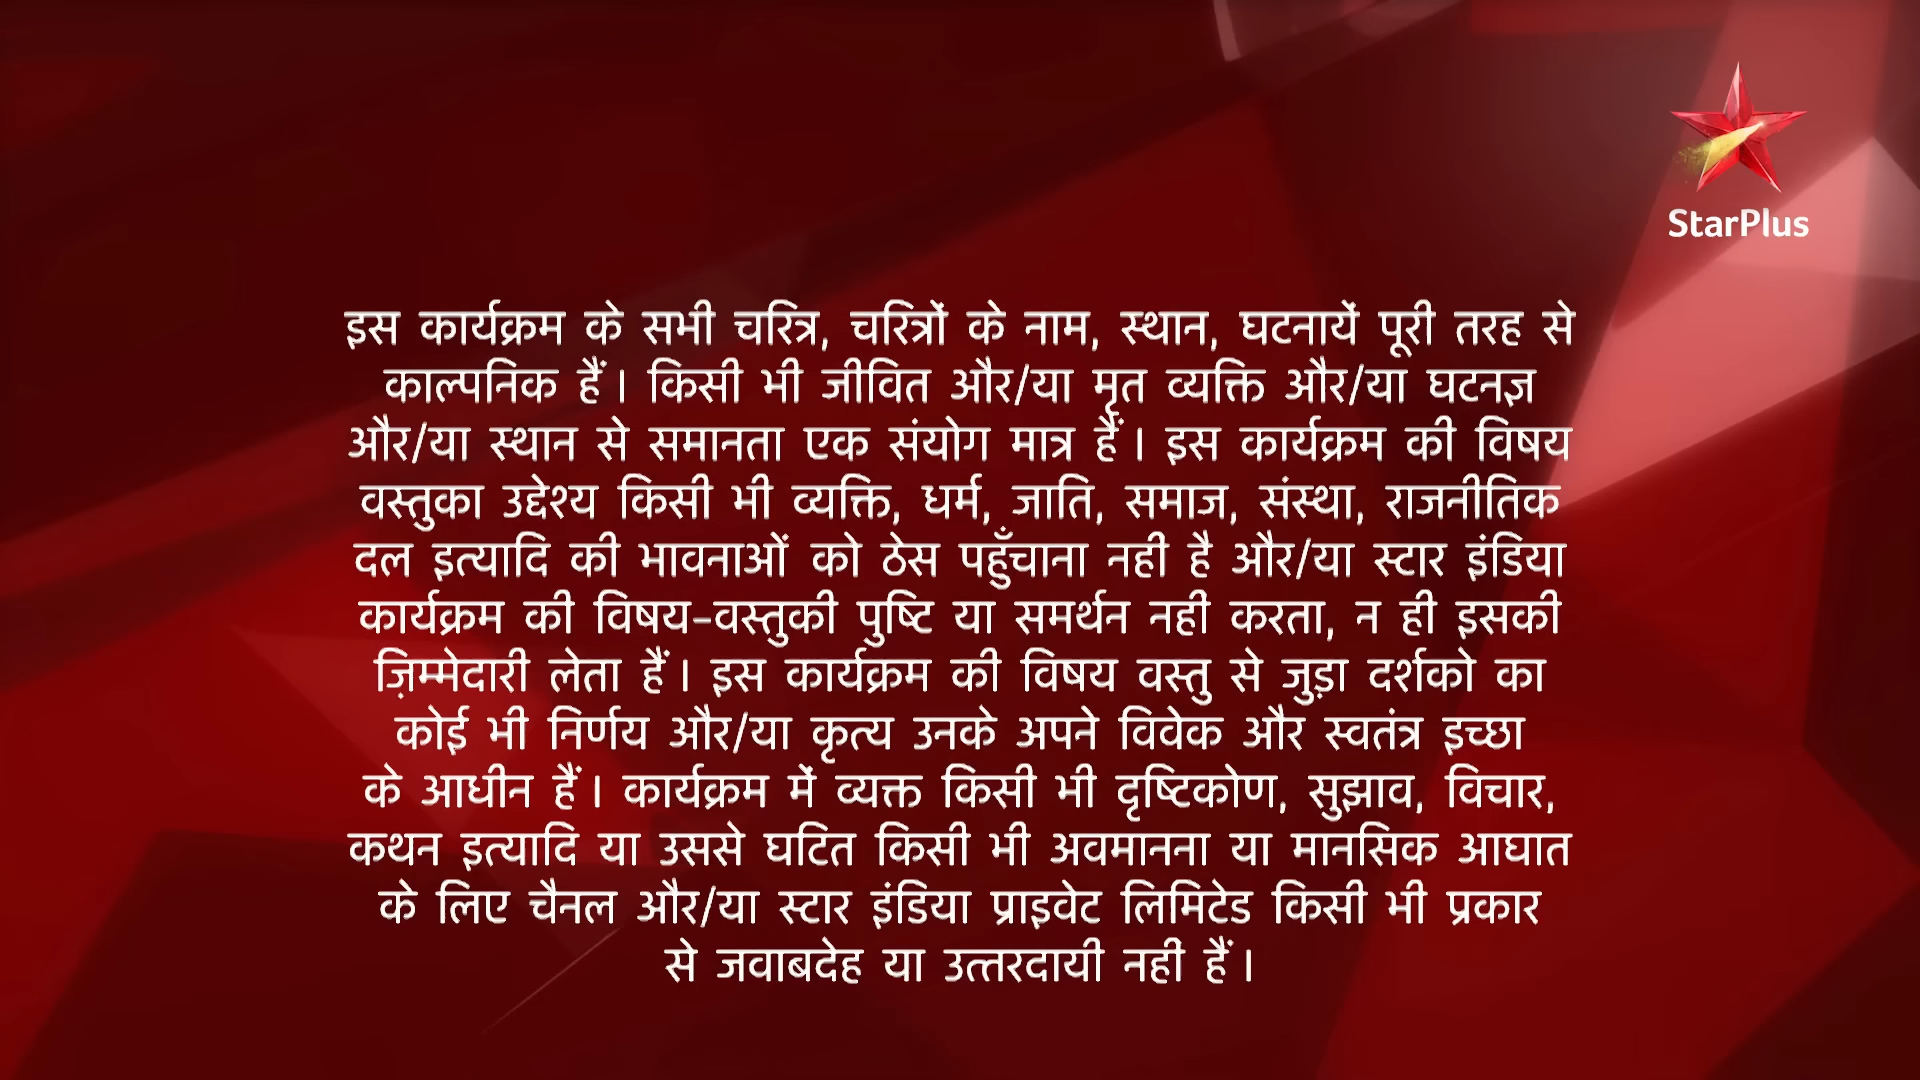 StarPlus
इस कार्यक्रम के सभी चरित्र, चरित्रों के नाम, स्थान, घटनायें पूरी तरह से
काल्पनिक हैं। किसी भी जीवित और/या मृत व्यक्ति और/या घटनज्ञ
और/या स्थान से समानता एक संयोग मात्र हैं। इस कार्यक्रम की विषय
वस्तुका उद्देश्य किसी भी व्यक्ति, धर्म, जाति, समाज, संस्था, राजनीतिक
दल इत्यादि की भावनाओं को ठेस पहुँचाना नही है और/या स्टार इंडिया
कार्यक्रम की विषय-वस्तुकी पुष्टि या समर्थन नही करता, न ही इसकी
ज़िम्मेदारी लेता हैं। इस कार्यक्रम की विषय वस्तु से जुड़ा दर्शको का
कोई भी निर्णय और/या कृत्य उनके अपने विवेक और स्वतंत्र इच्छा
के आधीन हैं। कार्यक्रम में व्यक्त किसी भी दृष्टिकोण, सुझाव, विचार,
कथन इत्यादि या उससे घटित किसी भी अवमानना या मानसिक आघात
के लिए चैनल और/या स्टार इंडिया प्राइवेट लिमिटेड किसी भी प्रकार
से जवाबदेह या उत्तरदायी नही हैं।